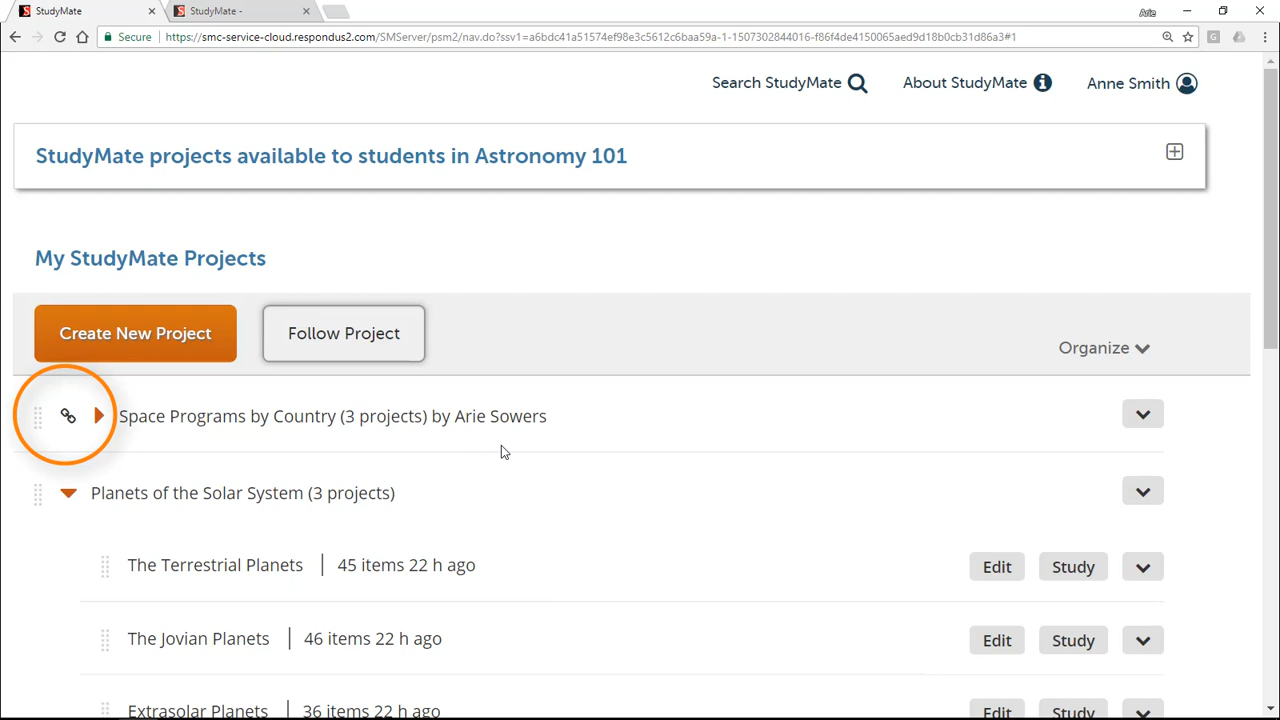 StudyMate
StudyMate -
Arie
Secure
https://smc-service-cloud.respondus2.com/SMServer/psm2/nav.do?ssv1=a6bdc41a51574ef98e3c5612c6baa59a-1-1507302844016-f86f4de4150065aed9d18b0cb31d86a3#1
Search StudyMate
About StudyMate
Anne Smith
StudyMate projects available to students in Astronomy 101
My StudyMate Projects
Create New Project
Follow Project
Organize
Space Programs by Country (3 projects) by Arie Sowers
Planets of the Solar System (3 projects)
The Terrestrial Planets | 45 items 22 h ago
Edit
Study
The Jovian Planets | 46 items 22 h ago
Edit
Study
Extrasolar Planets | 36 items 22 h ago
Edit
Study